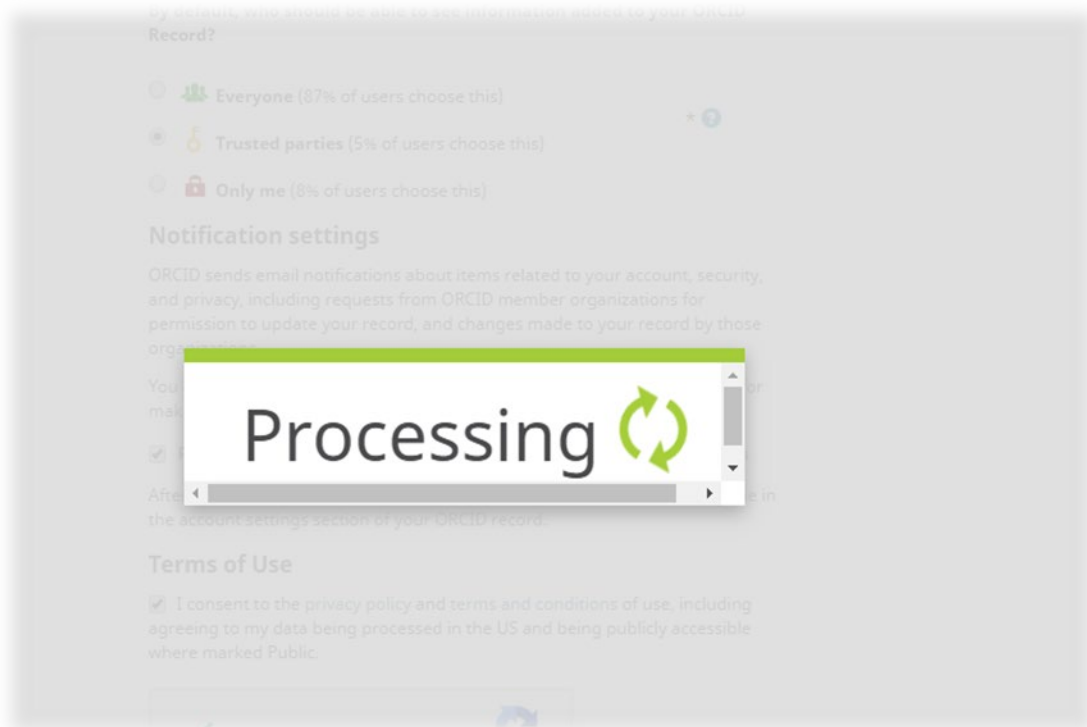 By default, who should be able to see information added to your ORCID
Record?
Everyone (87% of users choose this)
*
Trusted parties (5% of users choose this)
Only me (8% of users choose this)
Notification settings
ORCID sends email notifications about items related to your account, security,
and privacy, including requests from ORCID member organizations for
permission to update your record, and changes made to your record by those
organizations.
You
or
Processing
in
the account settings section of your ORCID record.
Terms of Use
I consent to the privacy policy and terms and conditions of use, including
agreeing to my data being processed in the US and being publicly accessible
where marked Public.